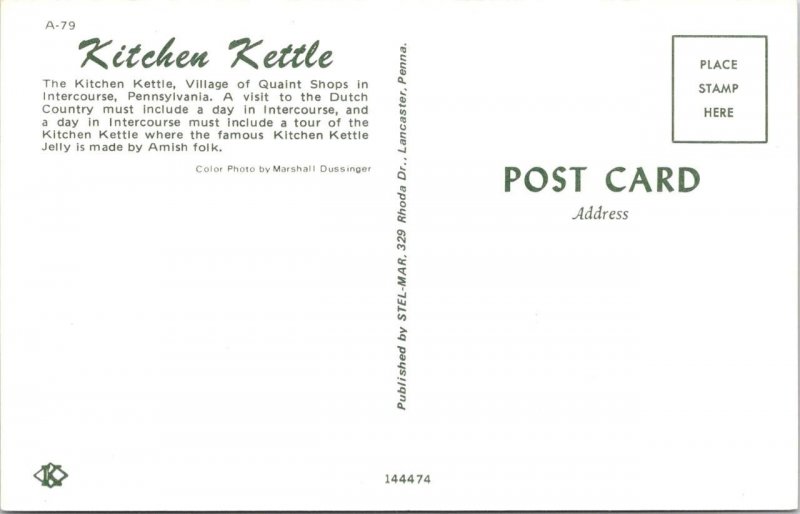 A-79
Kitchen Kettle
The Kitchen Kettle, Village of Quaint Shops in
Intercourse, Pennsylvania. A visit to the Dutch
Country must include a day in Intercourse, and
a day in Intercourse must include a tour of the
Kitchen Kettle where the famous Kitchen Kettle
Jelly is made by Amish folk.
Color Photo by Marshall Dussinger
Published by STEL-MAR, 329 Rhoda Dr., Lancaster, Penna.
PLACE
STAMP
HERE
POST CARD
Address
K
144474